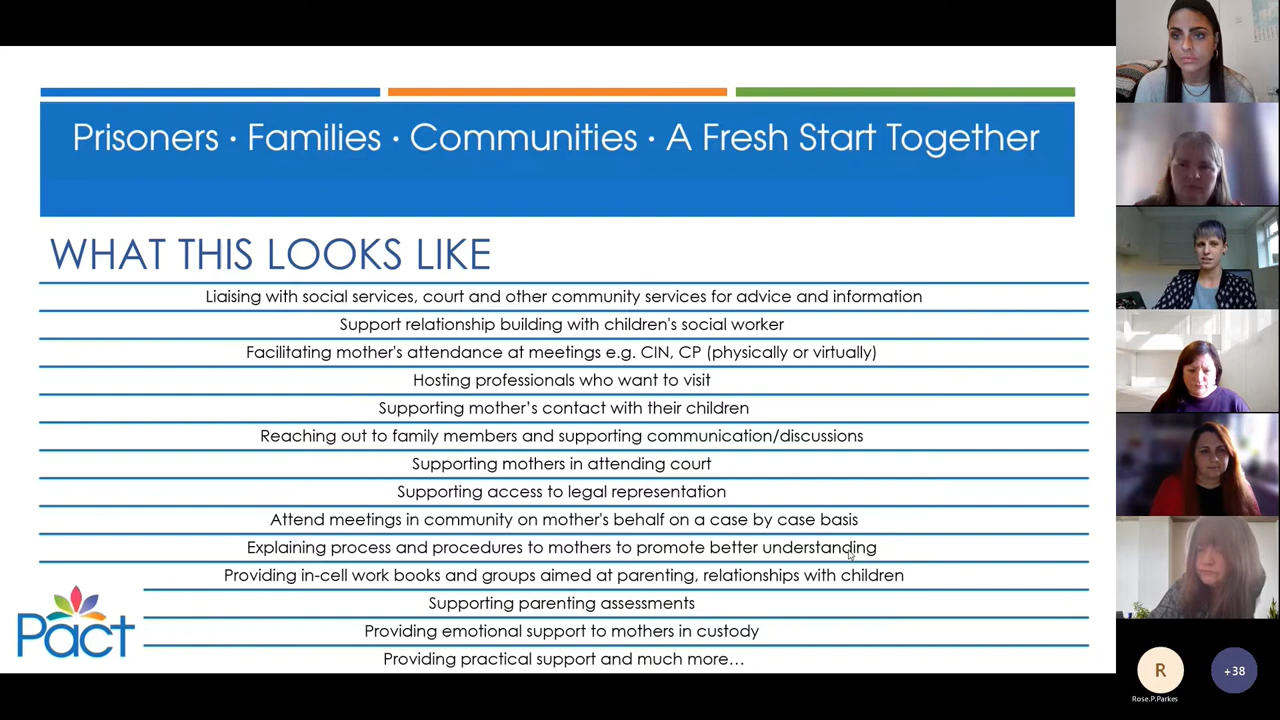 Prisoners · Families · Communities · A Fresh Start Together
WHAT THIS LOOKS LIKE
Liaising with social services, court and other community services for advice and information
Support relationship building with children's social worker
Facilitating mother's attendance at meetings e.g. CIN, CP (physically or virtually)
Hosting professionals who want to visit
Supporting mother's contact with their children
Reaching out to family members and supporting communication/discussions
Supporting mothers in attending court
Supporting access to legal representation
Attend meetings in community on mother's behalf on a case by case basis
Explaining process and procedures to mothers to promote better understanding
Providing in-cell work books and groups aimed at parenting, relationships with children
Supporting parenting assessments
Providing emotional support to mothers in custody
Providing practical support and much more…
Pact
R
+38
Rose.P.Parkes